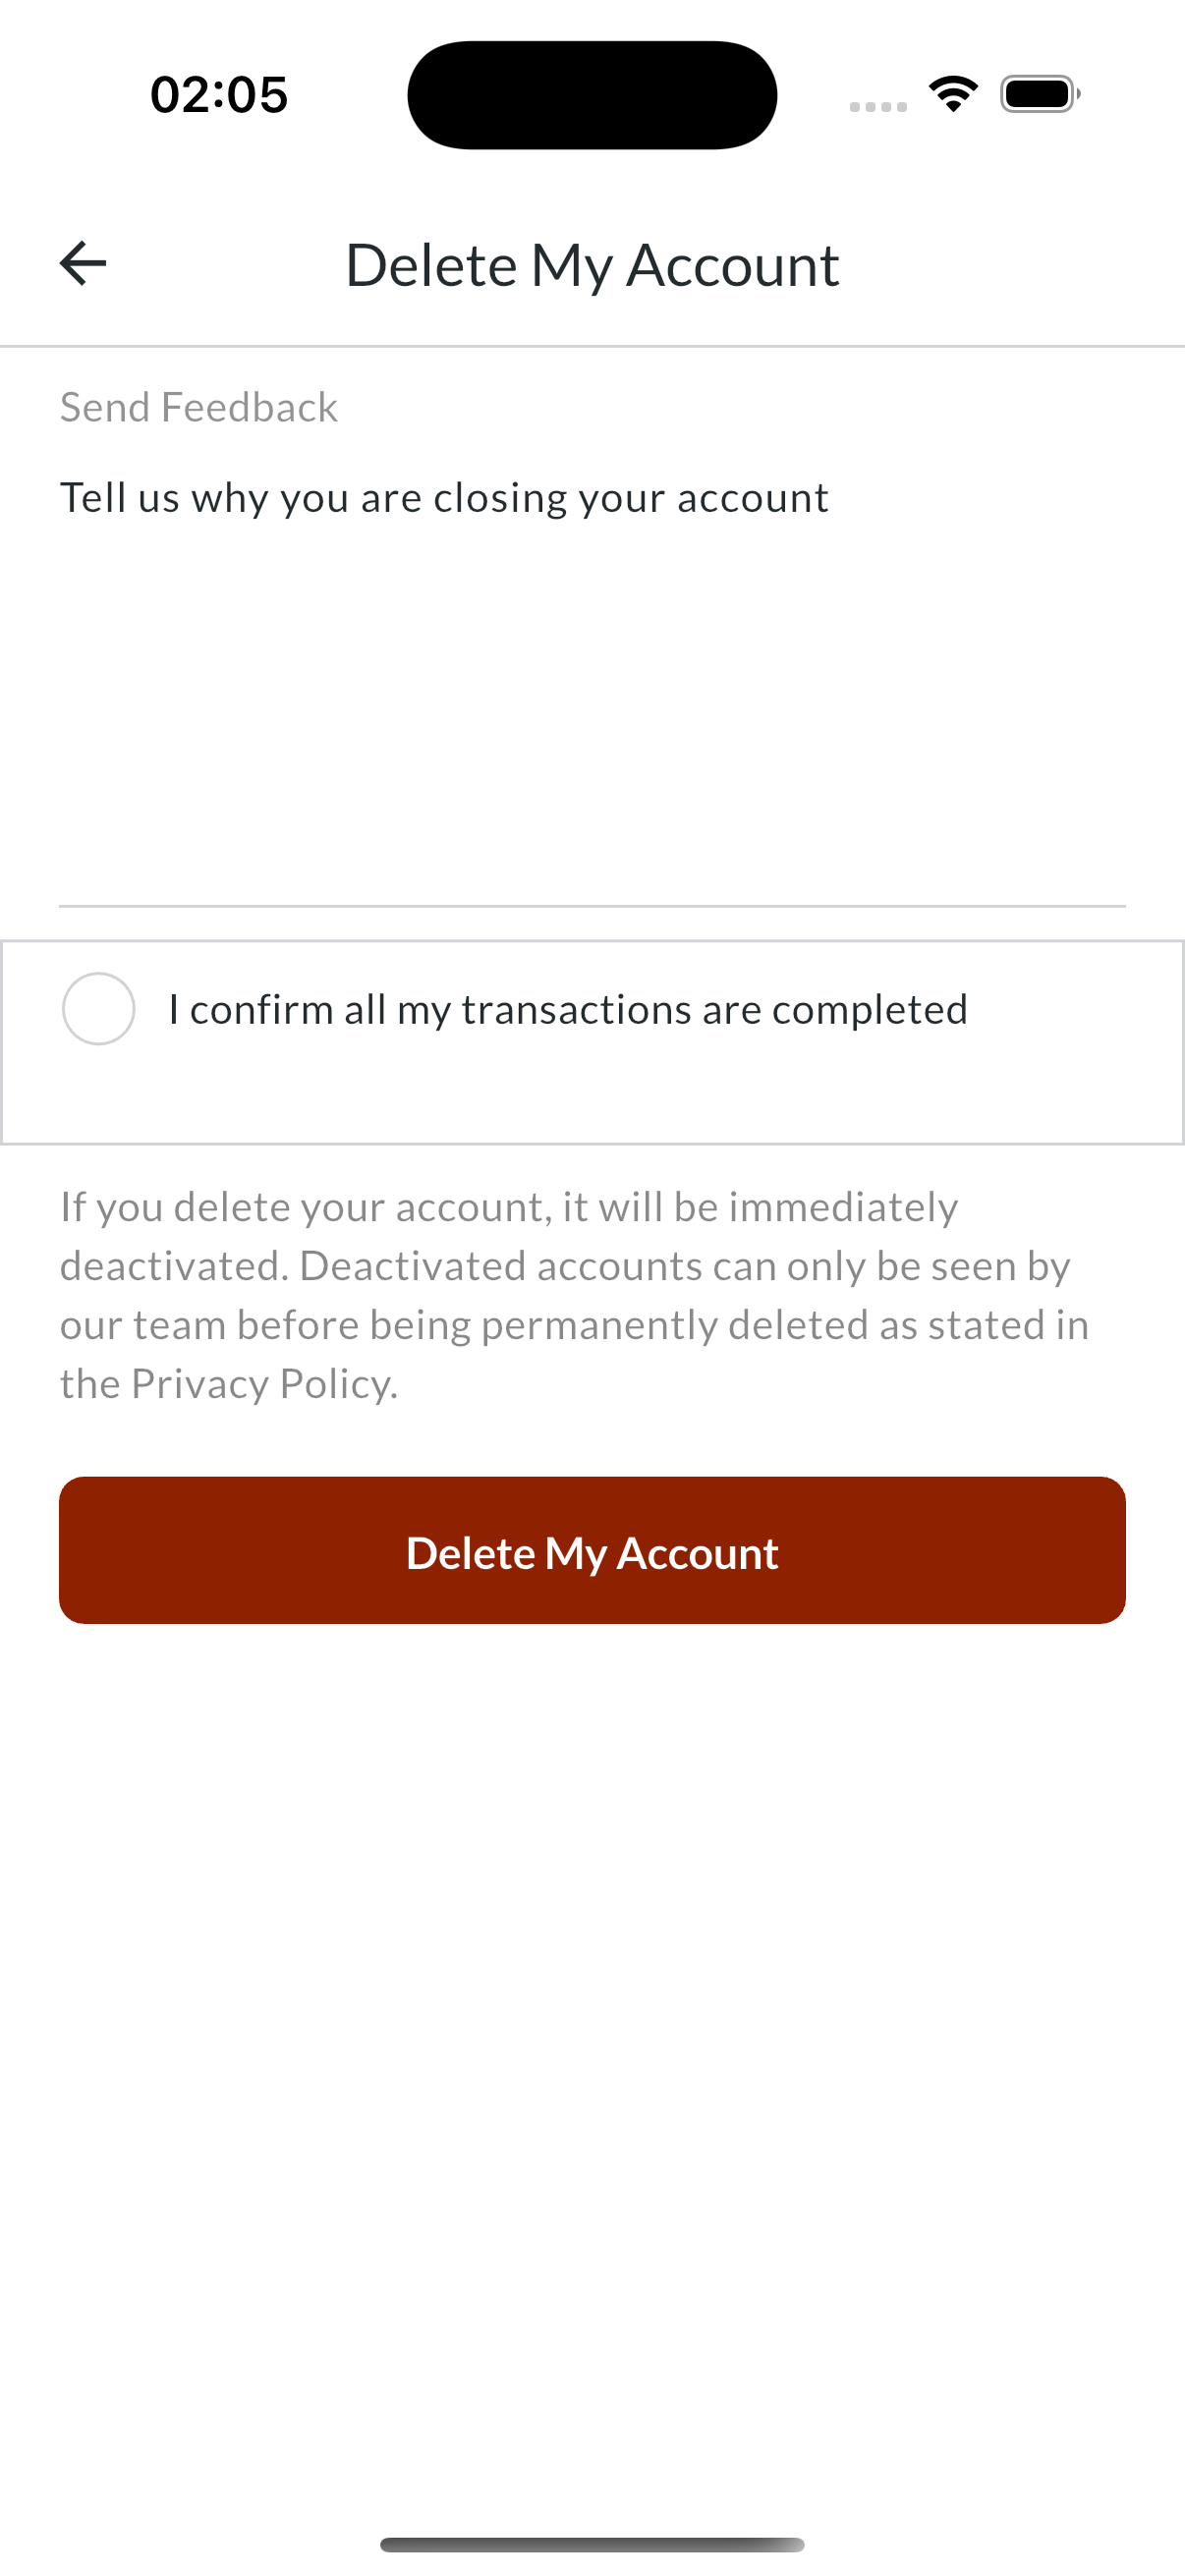 02:05
Delete My Account
Send Feedback
Tell us why you are closing your account
I confirm all my transactions are completed
If you delete your account, it will be immediately
deactivated. Deactivated accounts can only be seen by
our team before being permanently deleted as stated in
the Privacy Policy.
Delete My Account